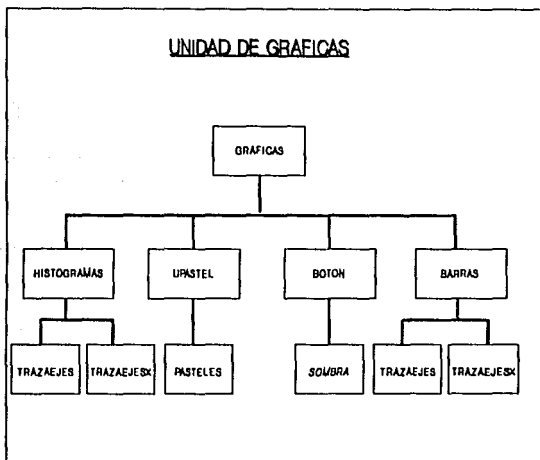 UNIDAD DE GRAFICAS
GRAFICAS
HISTOGRAMAS UPASTEL BOTON BARRAS
TRAZAEJES TRAZAEJESX PASTELES SOMBRA TRAZAEJES TRAZAEJESX